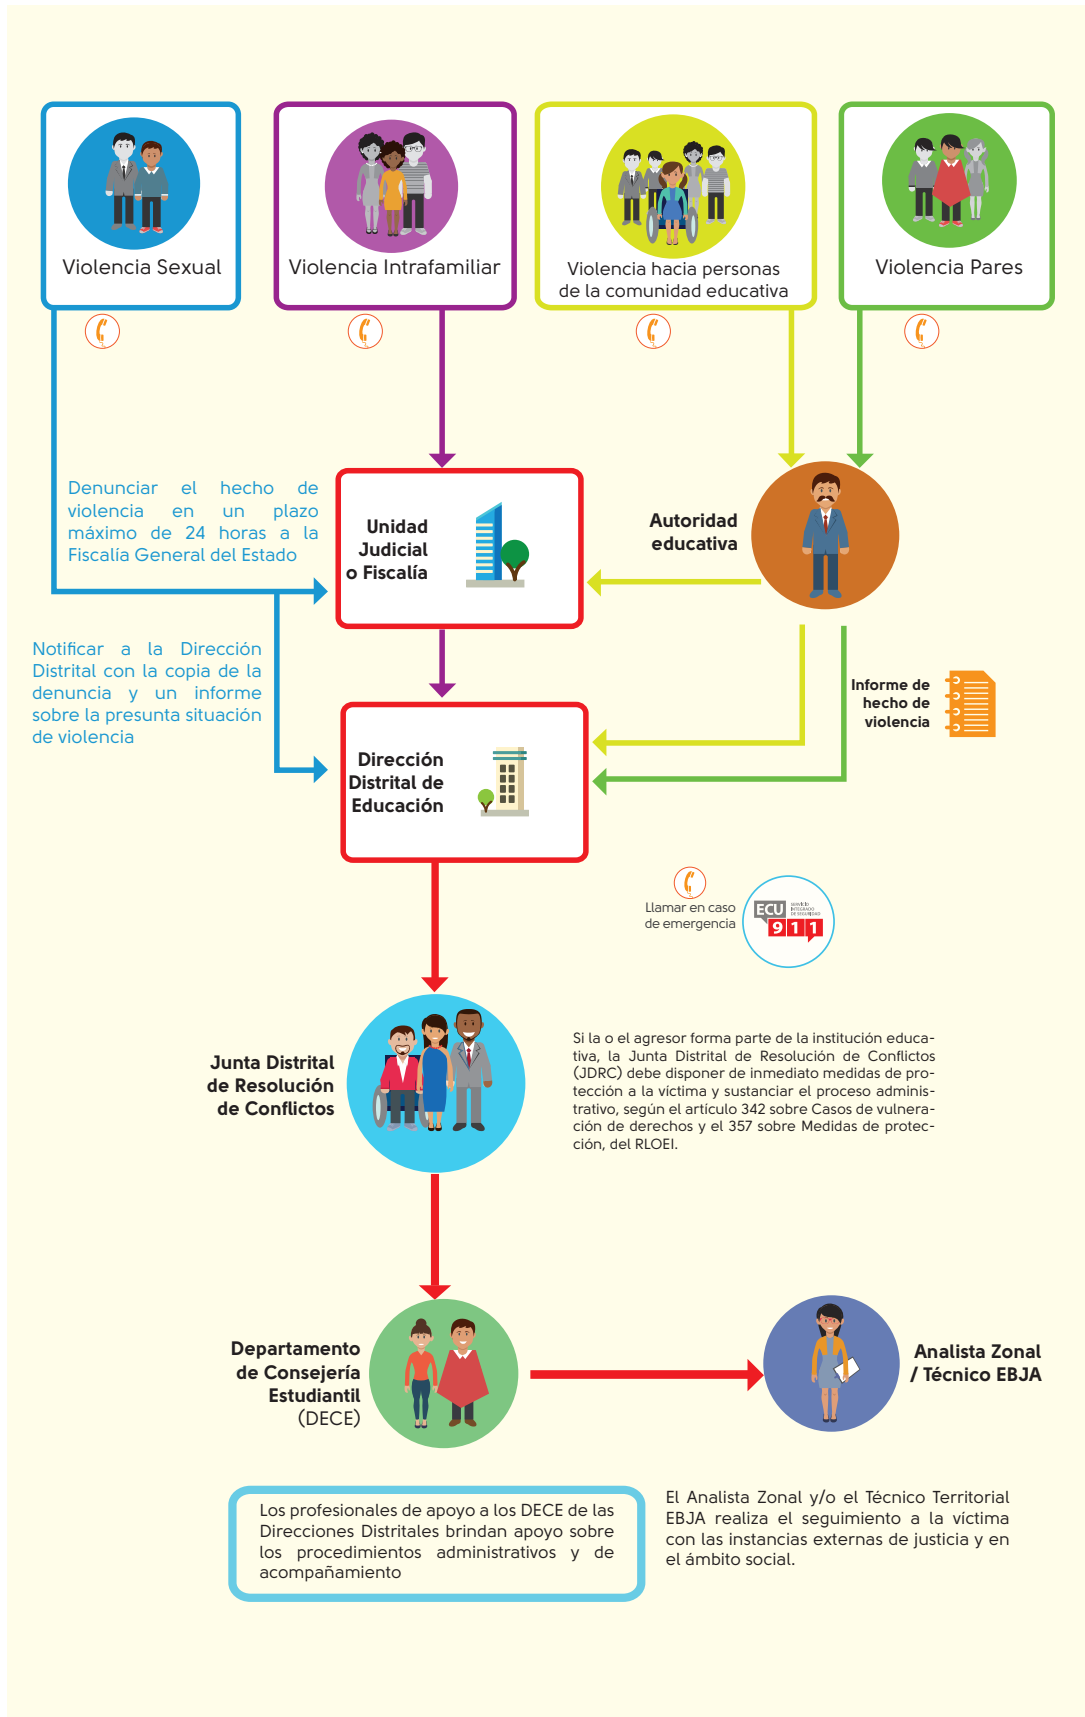 Violencia Sexual
Violencia Intrafamiliar
Violencia hacia personas
de la comunidad educativa
Violencia Pares
Denunciar el hecho de
violencia en un plazo
máximo de 24 horas a la
Fiscalía General del Estado
Unidad
Judicial
o Fiscalía
Autoridad
educativa
Notificar a la Dirección
Distrital con la copia de la
denuncia y un informe
sobre la presunta situación
de violencia
Informe de
hecho de
violencia
Dirección
Distrital de
Educación
Llamar en caso
de emergencia
ECU
SERVICIO
INTEGRADO
DE SEGURIDAD
911
Junta Distrital
de Resolución
de Conflictos
Si la o el agresor forma parte de la institución educa-
tiva, la Junta Distrital de Resolución de Conflictos
(JDRC) debe disponer de inmediato medidas de pro-
tección a la víctima y sustanciar el proceso adminis-
trativo, según el artículo 342 sobre Casos de vulnera-
ción de derechos y el 357 sobre Medidas de protec-
ción, del RLOEI.
Departamento
de Consejería
Estudiantil
(DECE)
Analista Zonal
/ Técnico EBJA
Los profesionales de apoyo a los DECE de las
Direcciones Distritales brindan apoyo sobre
los procedimientos administrativos y de
acompañamiento
El Analista Zonal y/o el Técnico Territorial
EBJA realiza el seguimiento a la víctima
con las instancias externas de justicia y en
el ámbito social.